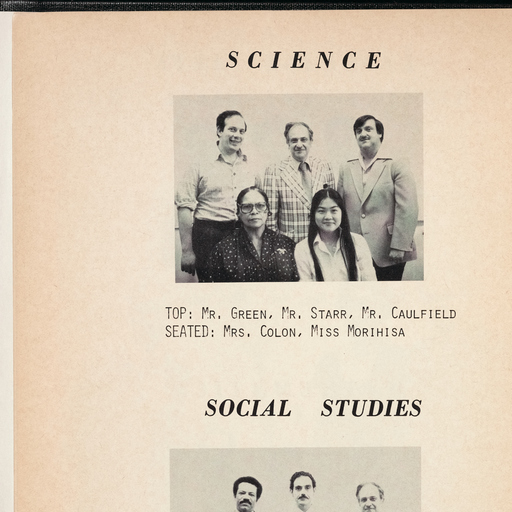 SCIENCE
TOP: MR. GREEN, MR. STARR, MR. CAULFIELD
SEATED: MRS. COLON, MISS MORIHISA
SOCIAL STUDIES